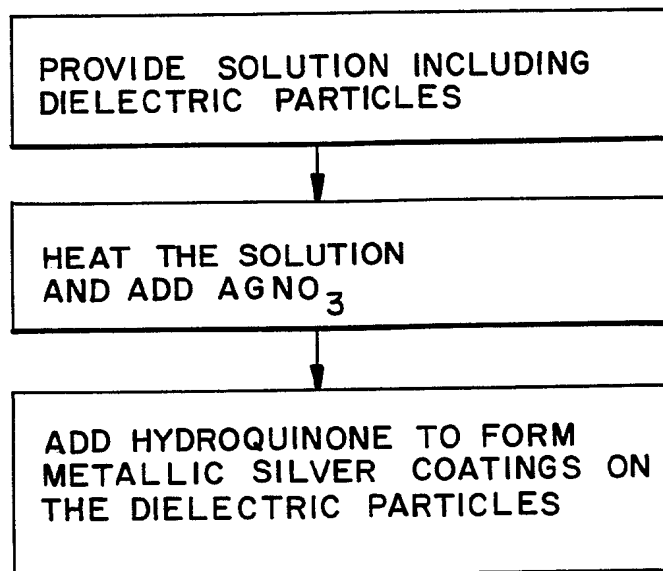 PROVIDE SOLUTION INCLUDING
DIELECTRIC PARTICLES
HEAT THE SOLUTION
AND ADD AGNO₃
ADD HYDROQUINONE TO FORM
METALLIC SILVER COATINGS ON
THE DIELECTRIC PARTICLES